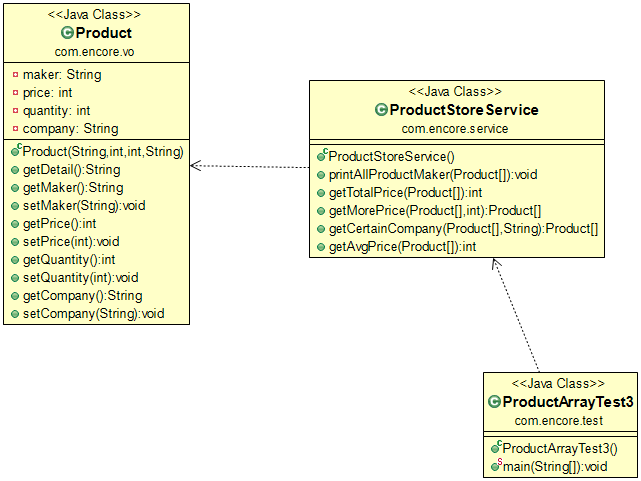 <<Java Class>>
Product
com.encore.vo
maker: String
price: int
quantity: int
company: String
Product(String,int,int,String)
getDetail():String
getMaker():String
setMaker(String):void
getPrice():int
setPrice(int):void
getQuantity():int
setQuantity(int):void
getCompany():String
setCompany(String):void
<<Java Class>>
ProductStoreService
com.encore.service
ProductStoreService()
printAllProductMaker(Product[]):void
getTotalPrice(Product[]):int
getMorePrice(Product[],int):Product[]
getCertainCompany(Product[],String):Product[]
getAvgPrice(Product[]):int
<<Java Class>>
ProductArrayTest3
com.encore.test
ProductArrayTest3()
main(String[]):void